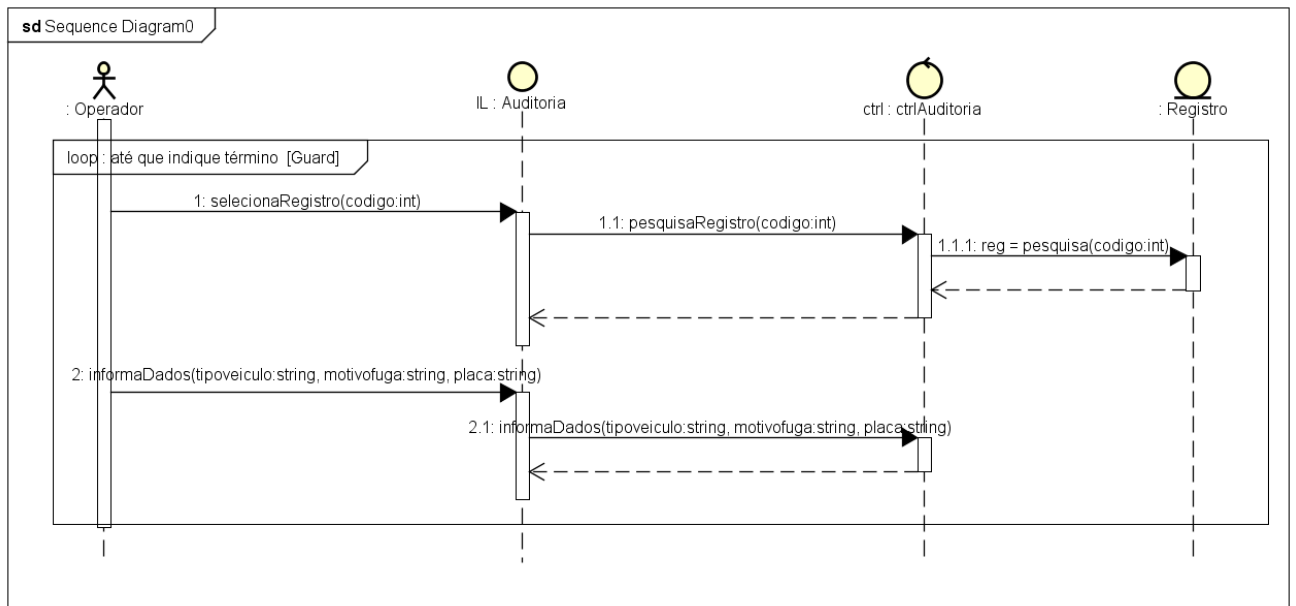 sd Sequence Diagram0
: Operador
IL : Auditoria
ctrl : ctrlAuditoria
: Registro
loop : até que indique término [Guard]
1: selecionaRegistro(codigo:int)
1.1: pesquisaRegistro(codigo:int)
1.1.1: reg = pesquisa(codigo:int)
2: informaDados(tipoveiculo:string, motivofuga:string, placa:string)
2.1: informaDados(tipoveiculo:string, motivofuga:string, placa:string)